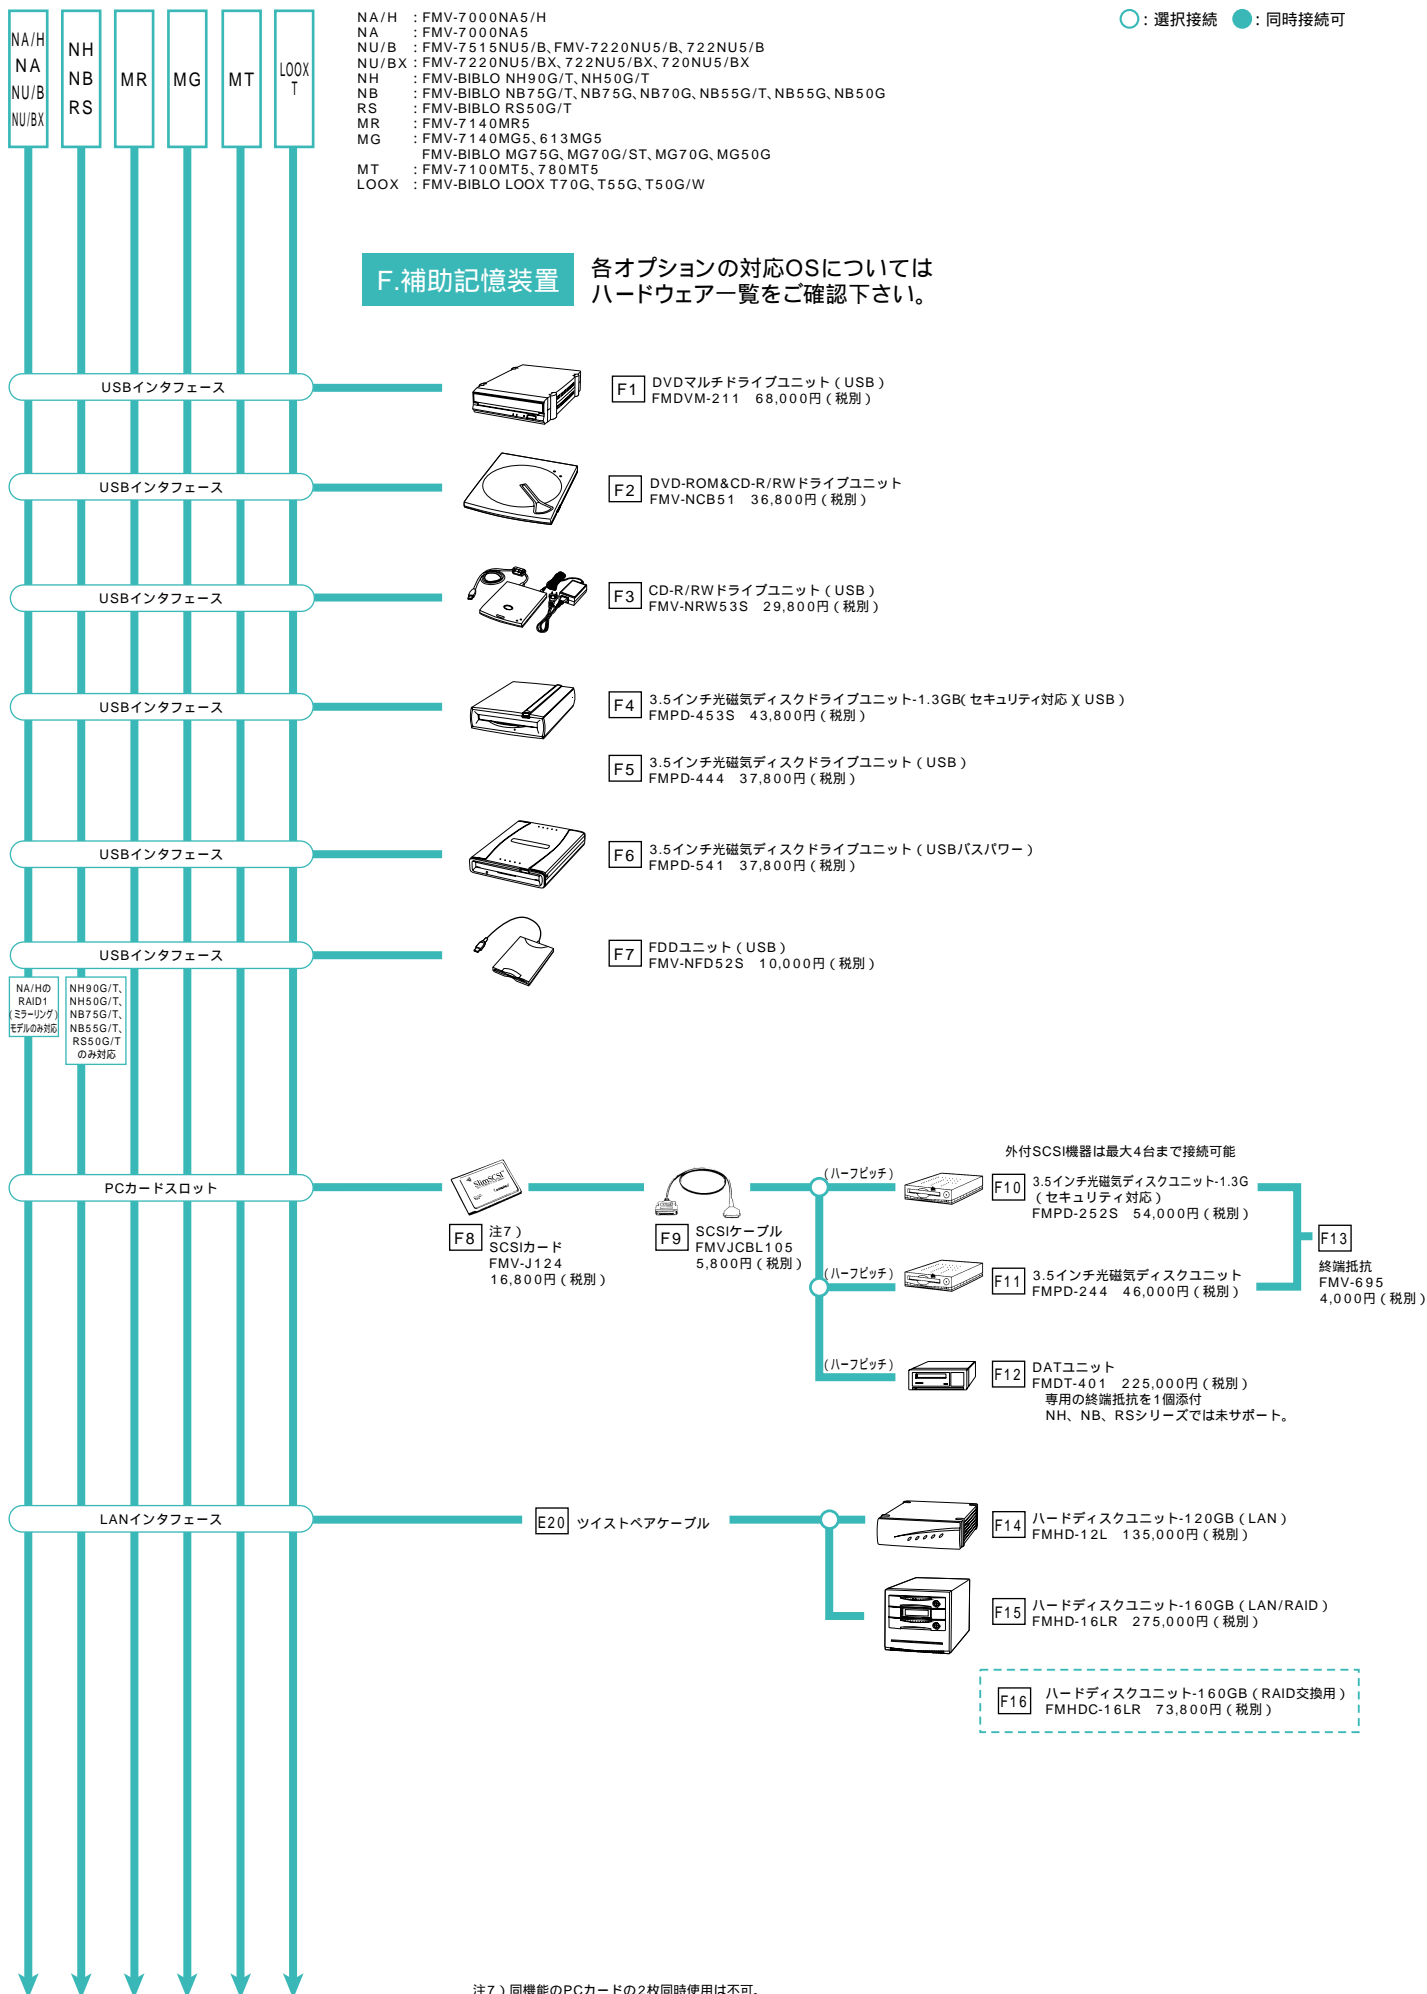 NA/H
NA
NU/B
NU/BX
NH
NB
RS
MR
MG
MT
LOOX
T
NA/H : FMV-7000NA5/H
NA : FMV-7000NA5
NU/B : FMV-7515NU5/B、FMV-7220NU5/B、722NU5/B
NU/BX : FMV-7220NU5/BX、722NU5/BX、720NU5/BX
NH : FMV-BIBLO NH90G/T、NH50G/T
NB : FMV-BIBLO NB75G/T、NB75G、NB70G、NB55G/T、NB55G、NB50G
RS : FMV-BIBLO RS50G/T
MR : FMV-7140MR5
MG : FMV-7140MG5、613MG5
FMV-BIBLO MG75G、MG70G/ST、MG70G、MG50G
MT : FMV-7100MT5、780MT5
LOOX : FMV-BIBLO LOOX T70G、T55G、T50G/W
○：選択接続 ●：同時接続可
F.補助記憶装置
各オプションの対応OSについては
ハードウェア一覧をご確認下さい。
USBインタフェース
F1 DVDマルチドライブユニット（USB）
FMDVM-211 68,000円（税別）
USBインタフェース
F2 DVD-ROM&CD-R/RWドライブユニット
FMV-NCB51 36,800円（税別）
USBインタフェース
F3 CD-R/RWドライブユニット（USB）
FMV-NRW53S 29,800円（税別）
USBインタフェース
F4 3.5インチ光磁気ディスクドライブユニット-1.3GB（セキュリティ対応）（USB）
FMPD-453S 43,800円（税別）
F5 3.5インチ光磁気ディスクドライブユニット（USB）
FMPD-444 37,800円（税別）
USBインタフェース
F6 3.5インチ光磁気ディスクドライブユニット（USBバスパワー）
FMPD-541 37,800円（税別）
USBインタフェース
F7 FDDユニット（USB）
FMV-NFD52S 10,000円（税別）
NA/Hの
RAID1
（ミラーリング）
モデルのみ対応
NH90G/T、
NH50G/T、
NB75G/T、
NB55G/T、
RS50G/T
のみ対応
外付SCSI機器は最大4台まで接続可能
PCカードスロット
SlimSCSI
F8 注7）
SCSIカード
FMV-J124
16,800円（税別）
F9 SCSIケーブル
FMVJCBL105
5,800円（税別）
（ハーフピッチ）
F10 3.5インチ光磁気ディスクユニット-1.3G
（セキュリティ対応）
FMPD-252S 54,000円（税別）
（ハーフピッチ）
F11 3.5インチ光磁気ディスクユニット
FMPD-244 46,000円（税別）
F13
終端抵抗
FMV-695
4,000円（税別）
（ハーフピッチ）
F12 DATユニット
FMDT-401 225,000円（税別）
専用の終端抵抗を1個添付
NH、NB、RSシリーズでは未サポート。
LANインタフェース
E20 ツイストペアケーブル
F14 ハードディスクユニット-120GB（LAN）
FMHD-12L 135,000円（税別）
F15 ハードディスクユニット-160GB（LAN/RAID）
FMHD-16LR 275,000円（税別）
F16 ハードディスクユニット-160GB（RAID交換用）
FMHDC-16LR 73,800円（税別）
注7）同機能のPCカードの2枚同時使用は不可。